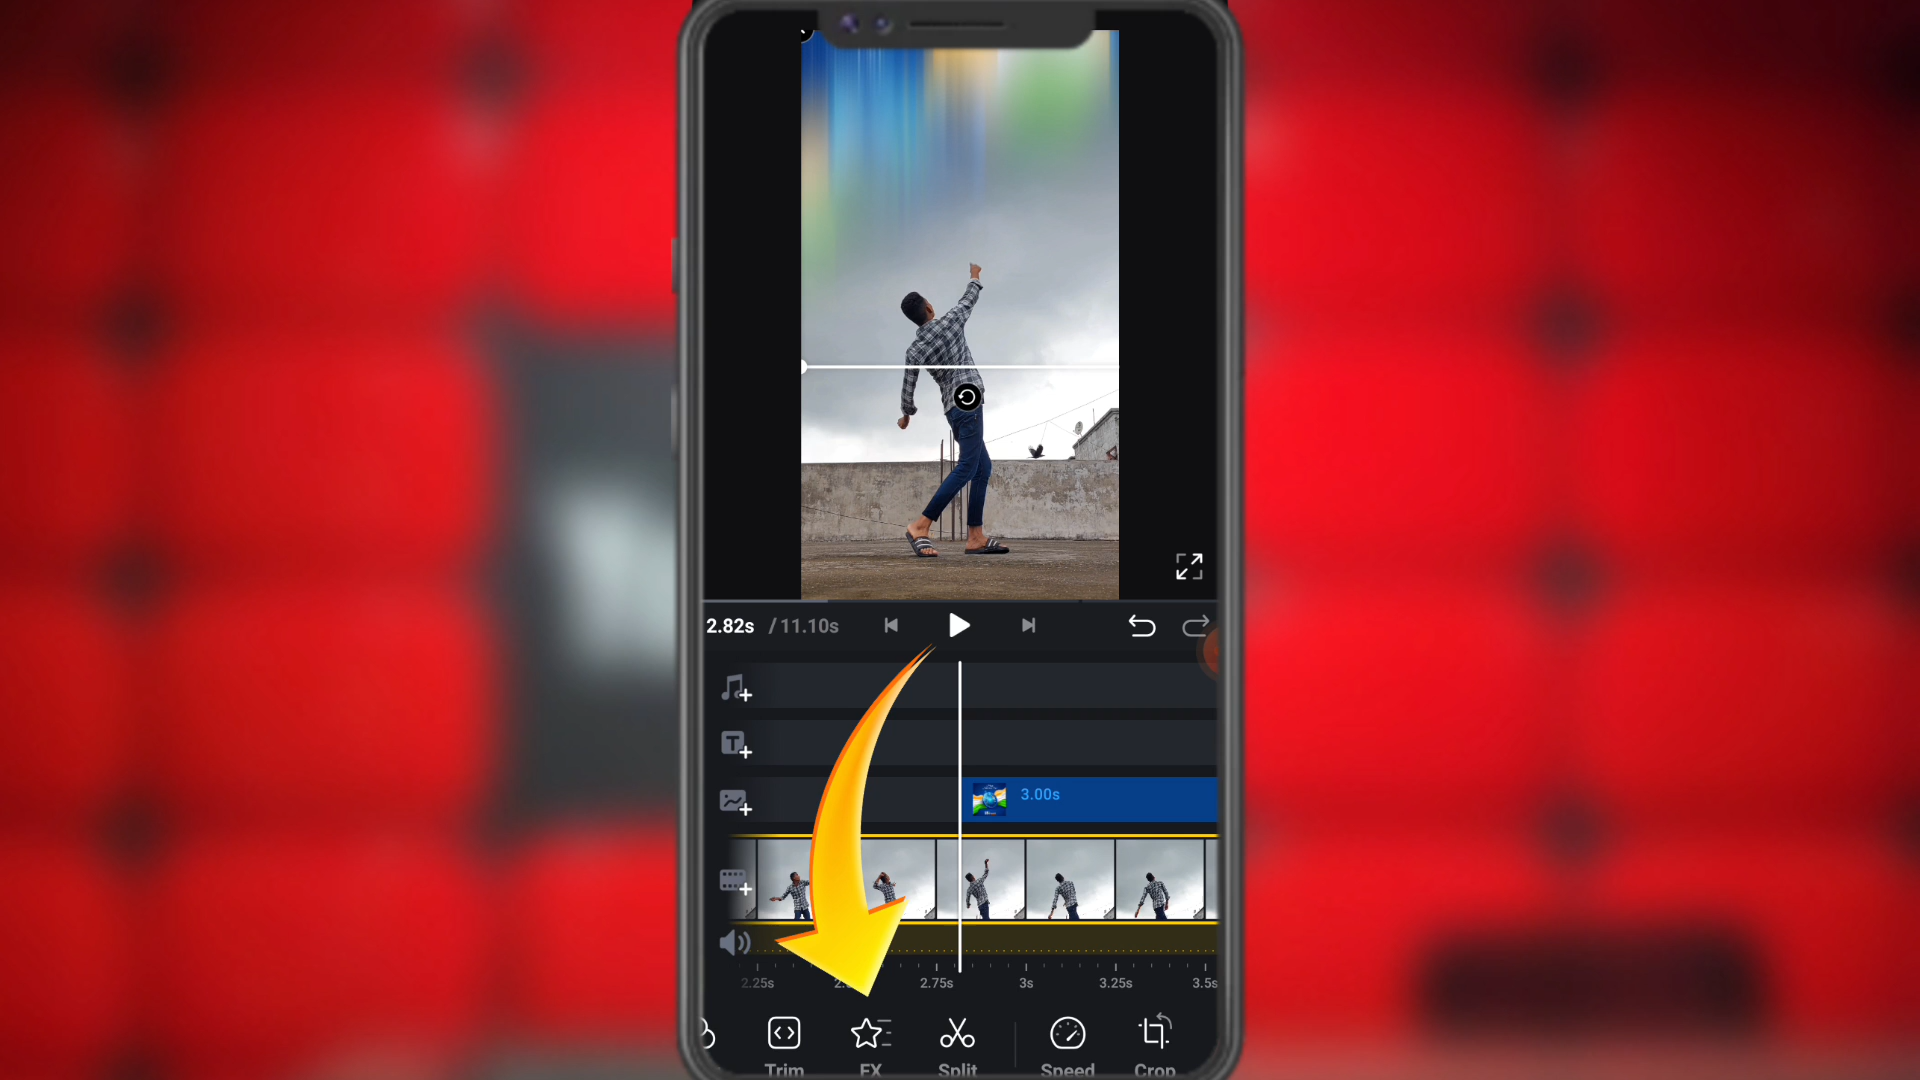 2.82s / 11.10s
3.00s
2.25s 2. 2.75s 3s 3.25s 3.5s
Trim FX Split Speed Crop